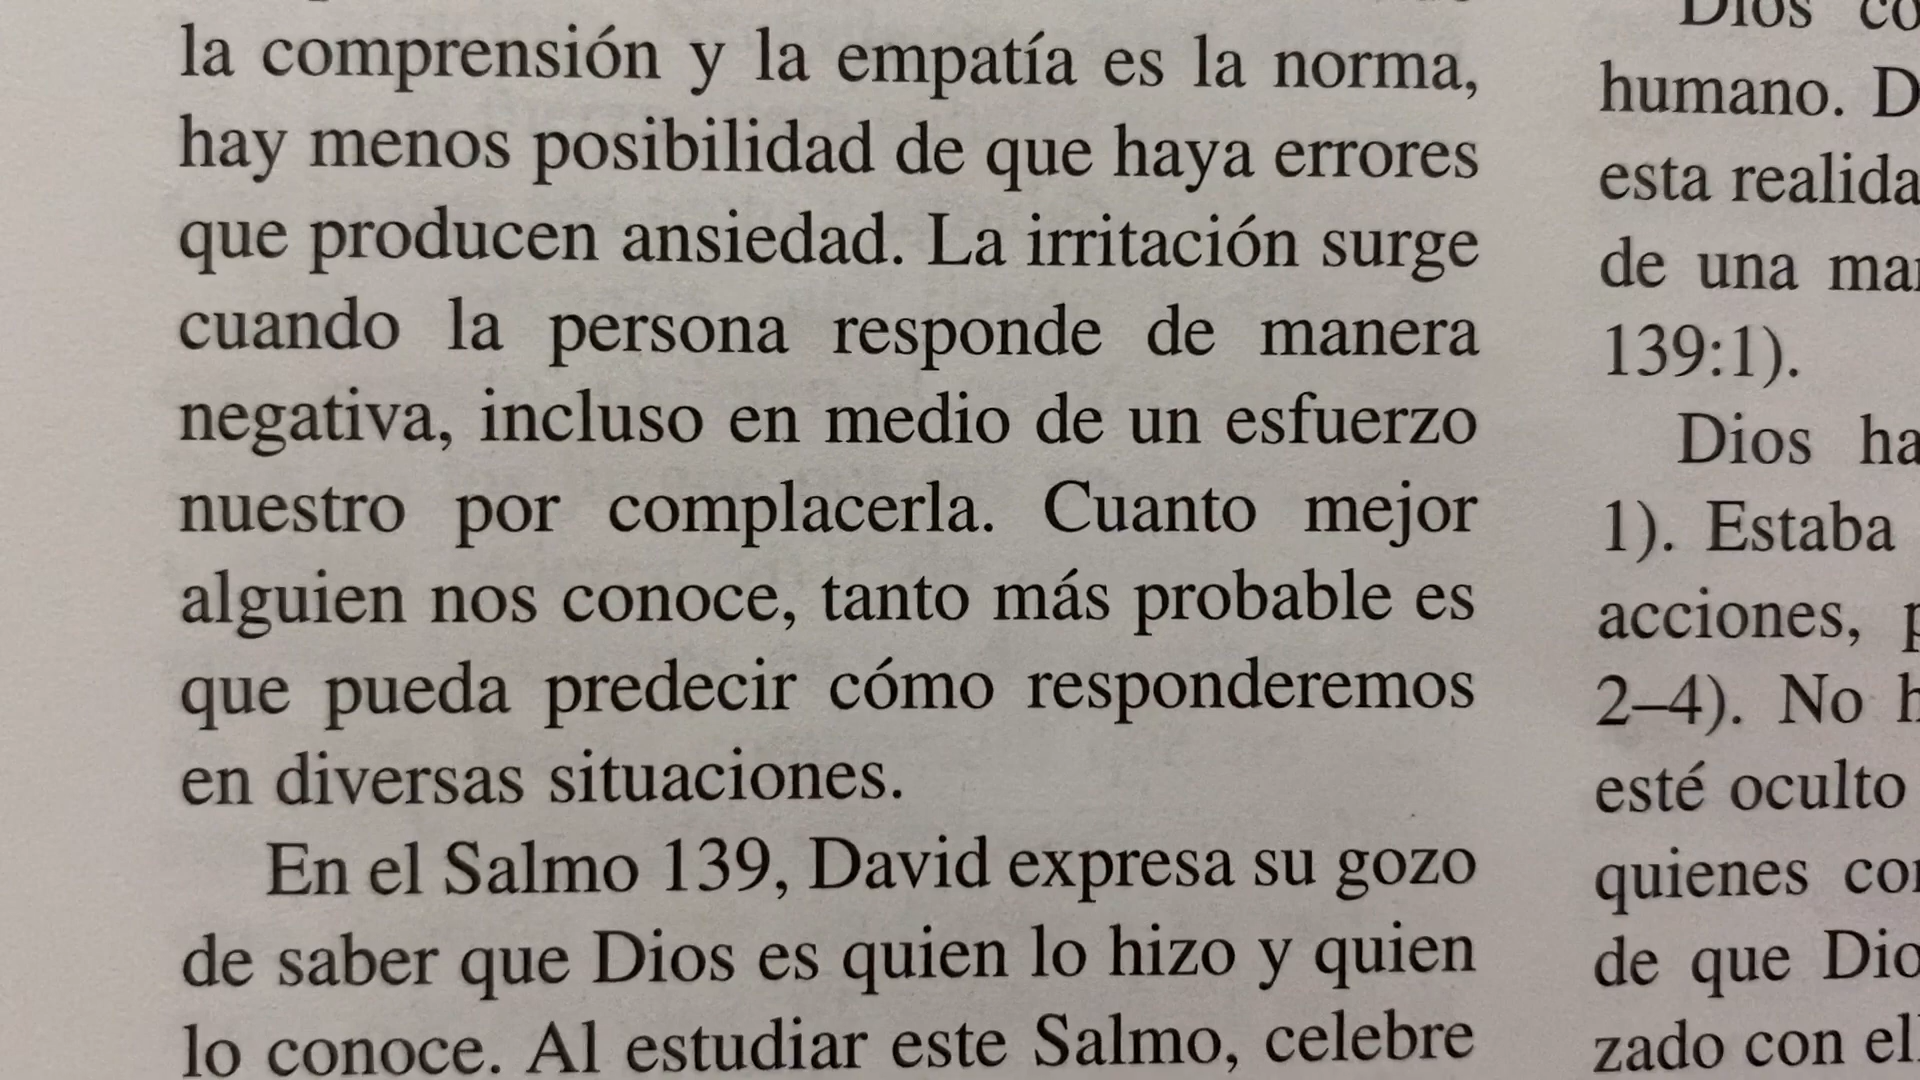 la comprensión y la empatía es la norma,
hay menos posibilidad de que haya errores
que producen ansiedad. La irritación surge
cuando la persona responde de manera
negativa, incluso en medio de un esfuerzo
nuestro por complacerla. Cuanto mejor
alguien nos conoce, tanto más probable es
que pueda predecir cómo responderemos
en diversas situaciones.
En el Salmo 139, David expresa su gozo
de saber que Dios es quien lo hizo y quien
lo conoce. Al estudiar este Salmo, celebre
Dios
humano.
esta
de una
139:1).
Dios
1). Estaba
acciones,
2–4). No
esté oculto
quienes
de que
zado con